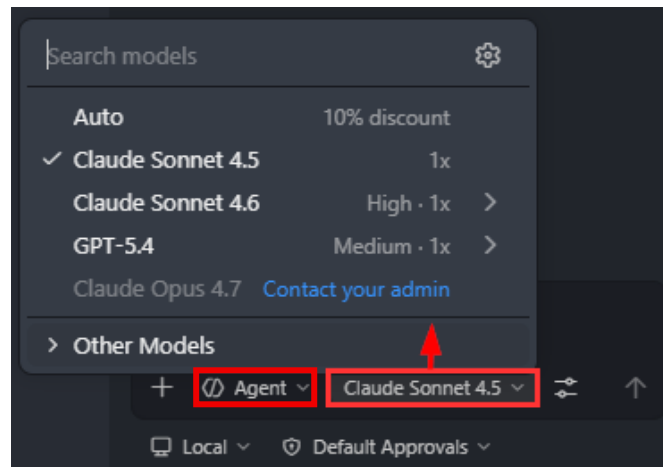 Search models
Auto 10% discount
Claude Sonnet 4.5 1x
Claude Sonnet 4.6 High · 1x
GPT-5.4 Medium · 1x
Claude Opus 4.7 Contact your admin
Other Models
Agent Claude Sonnet 4.5
Local Default Approvals